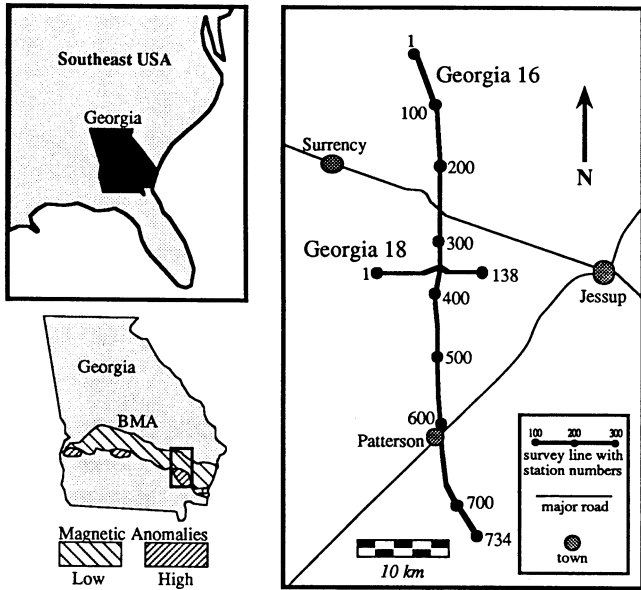 Southeast USA
Georgia
Georgia
BMA
Magnetic Anomalies
Low High
1
Georgia 16
100
Surrency
200
N
300
Georgia 18
1 138
Jessup
400
500
600
Patterson
700
734
10 km
100 200 300
survey line with
station numbers
major road
town